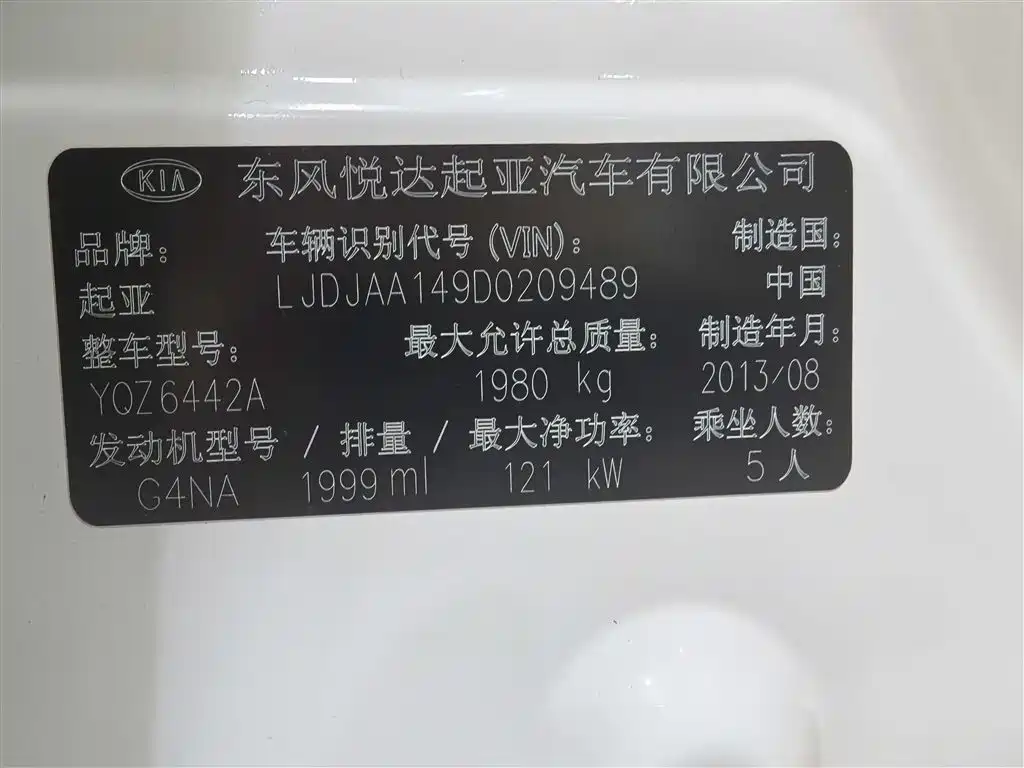 KIA 东风悦达起亚汽车有限公司
品牌: 车辆识别代号 (VIN): 制造国:
起亚 LJDJAA149D0209489 中国
整车型号: 最大允许总质量: 制造年月:
YQZ6442A 1980 kg 2013/08
发动机型号 / 排量 / 最大净功率: 乘坐人数:
G4NA 1999 ml 121 kW 5 人